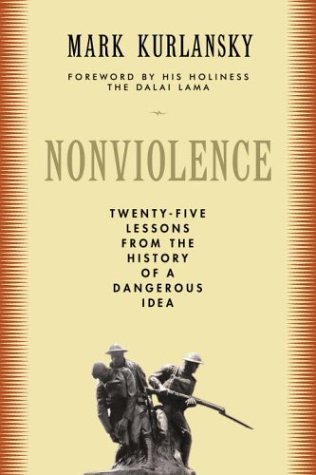 MARK KURLANSKY
FOREWORD BY HIS HOLINESS
THE DALAI LAMA
NONVIOLENCE
TWENTY-FIVE
LESSONS
FROM THE
HISTORY
OF A
DANGEROUS
IDEA